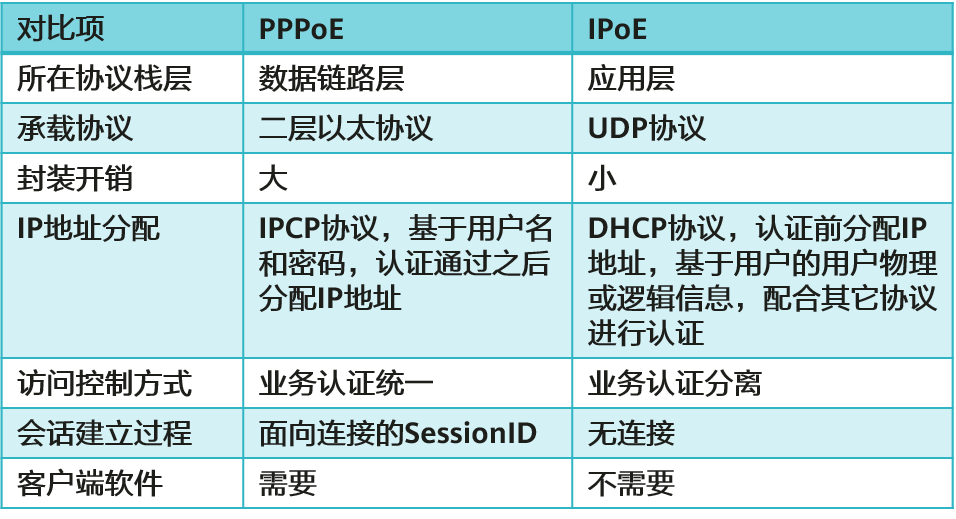 对比项 PPPoE IPoE
所在协议栈层 数据链路层 应用层
承载协议 二层以太协议 UDP协议
封装开销 大 小
IP地址分配 IPCP协议，基于用户名 DHCP协议，认证前分配IP
和密码，认证通过之后 地址，基于用户的用户物理
分配IP地址 或逻辑信息，配合其它协议
进行认证
访问控制方式 业务认证统一 业务认证分离
会话建立过程 面向连接的SessionID 无连接
客户端软件 需要 不需要